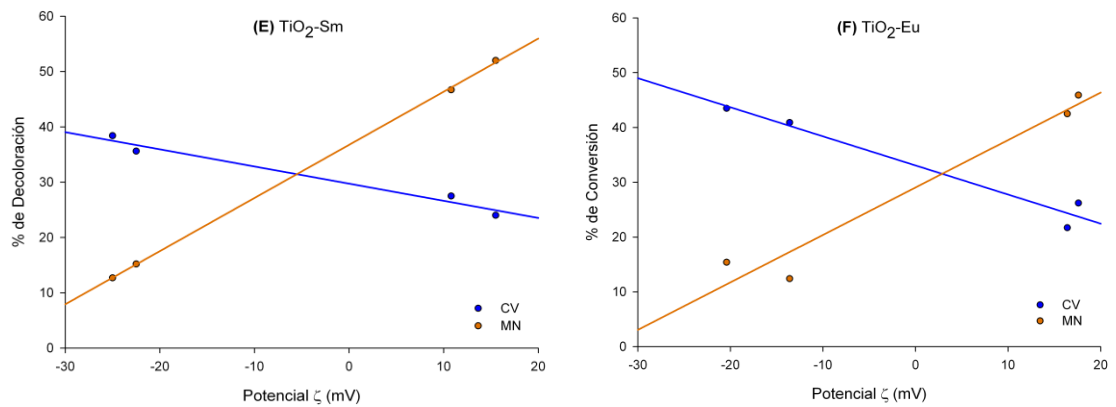 (E) TiO2-Sm
% de Decoloración
60
50
40
30
20
10
0
-30 -20 -10 0 10 20
Potencial ζ (mV)
CV
MN
(F) TiO2-Eu
% de Conversión
60
50
40
30
20
10
0
-30 -20 -10 0 10 20
Potencial ζ (mV)
CV
MN